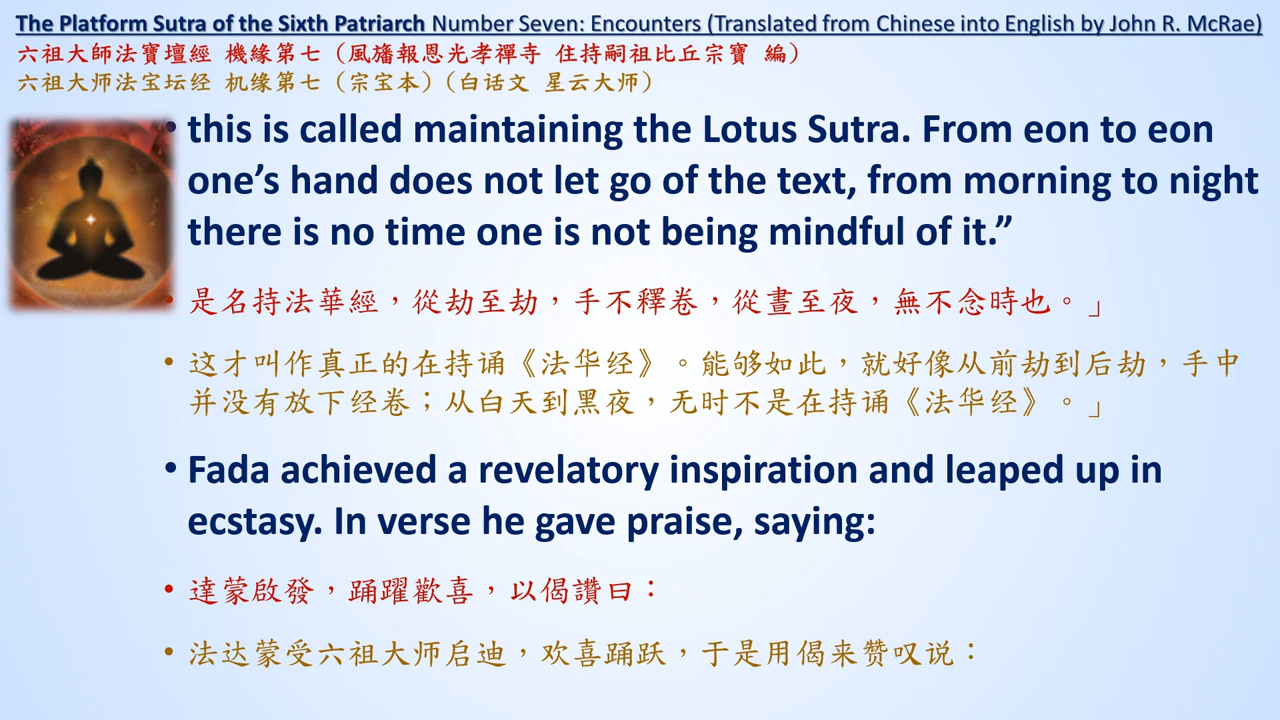 The Platform Sutra of the Sixth Patriarch Number Seven: Encounters (Translated from Chinese into English by John R. McRae)
六祖大師法寶壇經 機緣第七（風旛報恩光孝禪寺 住持嗣祖比丘宗寶 編）
六祖大师法宝坛经 机缘第七（宗宝本）（白话文 星云大师）
• this is called maintaining the Lotus Sutra. From eon to eon
one’s hand does not let go of the text, from morning to night
there is no time one is not being mindful of it.”
• 是名持法華經，從劫至劫，手不釋卷，從晝至夜，無不念時也。」
• 这才叫作真正的在持诵《法华经》。能够如此，就好像从前劫到后劫，手中
并没有放下经卷；从白天到黑夜，无时不是在持诵《法华经》。」
• Fada achieved a revelatory inspiration and leaped up in
ecstasy. In verse he gave praise, saying:
• 達蒙啟發，踊躍歡喜，以偈讚曰：
• 法达蒙受六祖大师启迪，欢喜踊跃，于是用偈来赞叹说：